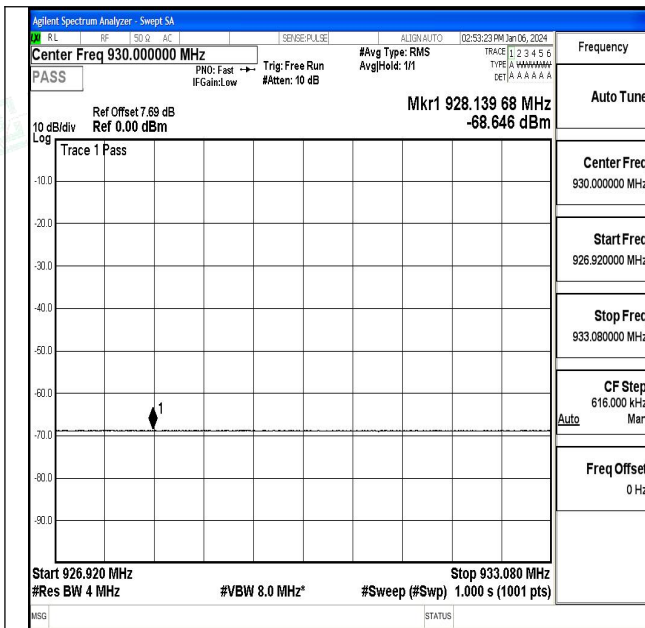 Agilent Spectrum Analyzer - Swept SA
RL RF 50 Ω AC SENSE:PULSE ALIGN AUTO 02:53:23 PM Jan 06, 2024
Center Freq 930.000000 MHz #Avg Type: RMS TRACE 1 2 3 4 5 6 Frequency
PNO: Fast Trig: Free Run Avg|Hold: 1/1 TYPE A WWWWW
PASS IFGain:Low #Atten: 10 dB DET A A A A A A
Auto Tune
Mkr1 928.139 68 MHz
Ref Offset 7.69 dB
10 dB/div Ref 0.00 dBm -68.646 dBm
Log
Trace 1 Pass
Center Freq
930.000000 MHz
-10.0
-20.0
Start Freq
926.920000 MHz
-30.0
-40.0
Stop Freq
933.080000 MHz
-50.0
-60.0
CF Step
616.000 kHz
Auto Man
1
-70.0
Freq Offset
0 Hz
-80.0
-90.0
Start 926.920 MHz Stop 933.080 MHz
#Res BW 4 MHz #VBW 8.0 MHz* #Sweep (#Swp) 1.000 s (1001 pts)
MSG STATUS